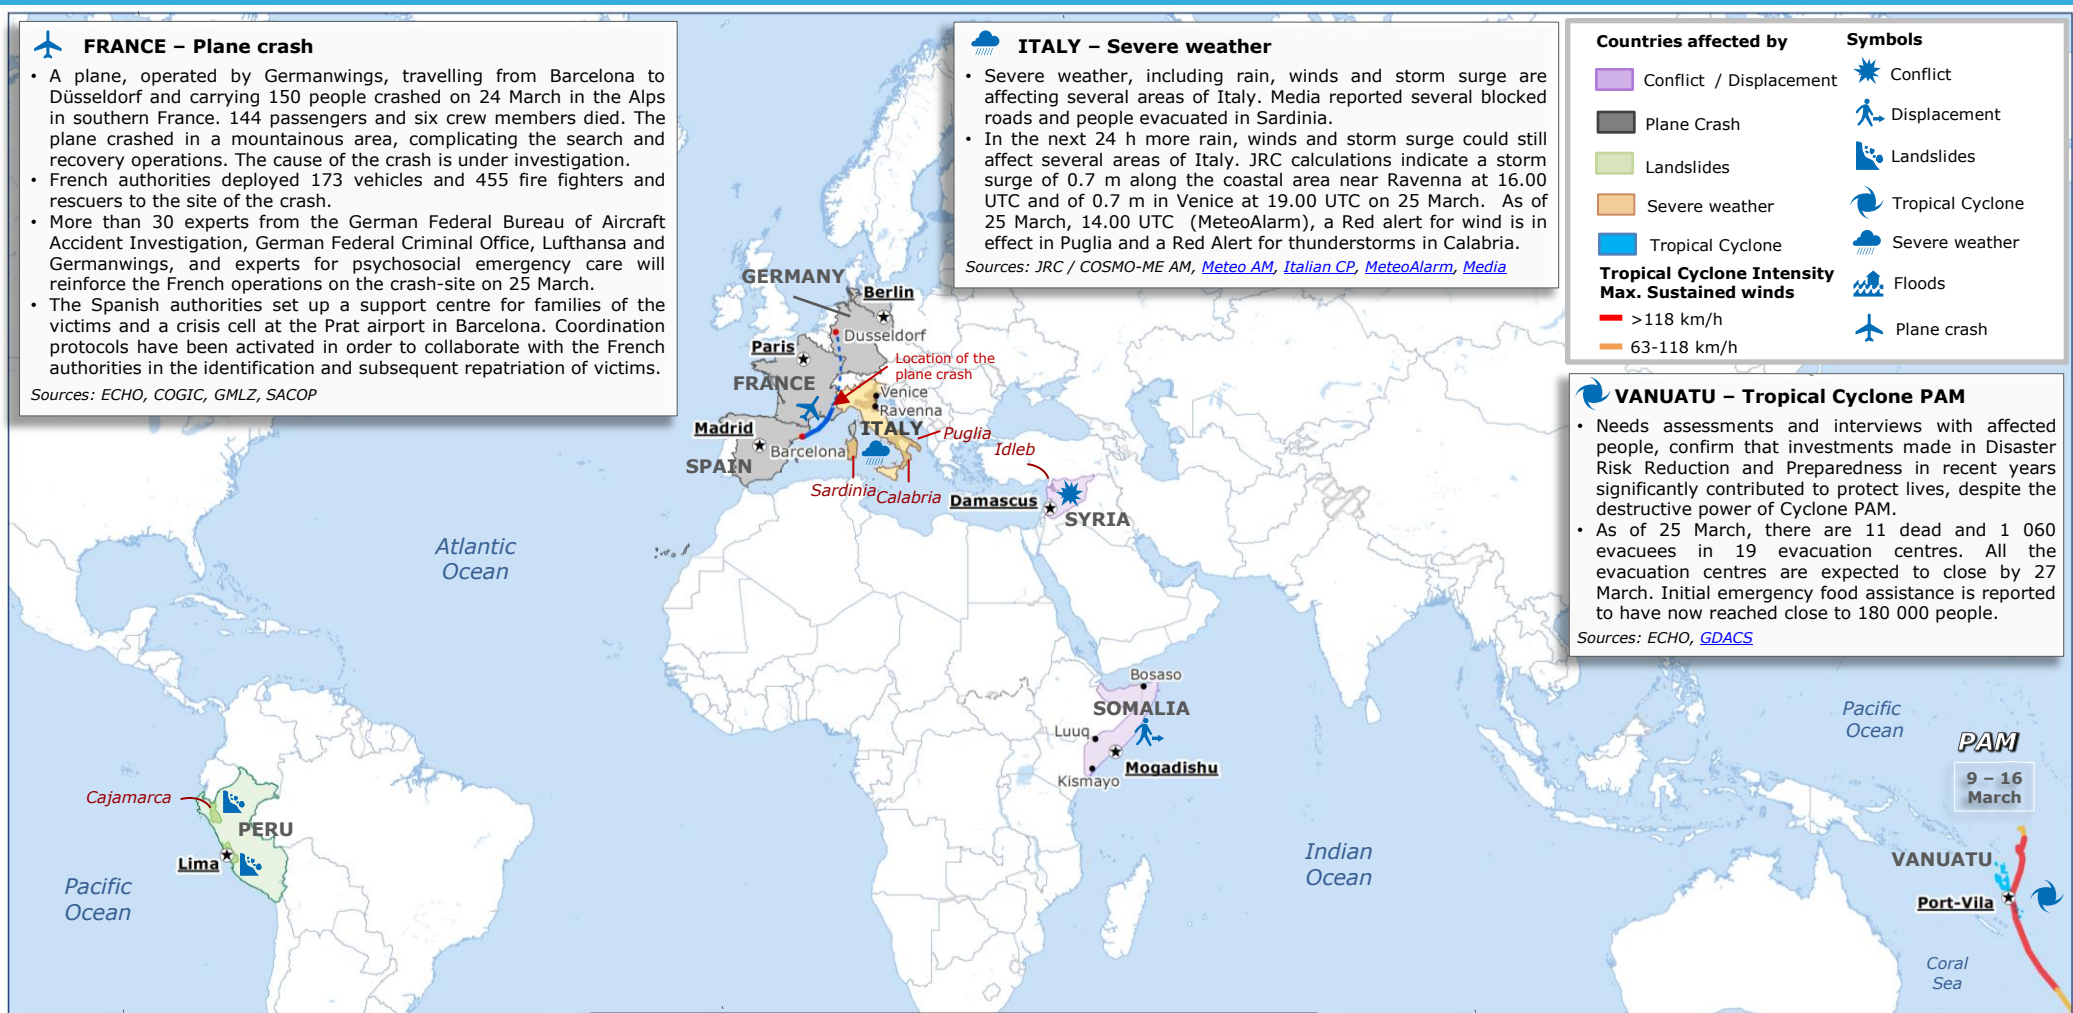 FRANCE – Plane crash
• A plane, operated by Germanwings, travelling from Barcelona to
Düsseldorf and carrying 150 people crashed on 24 March in the Alps
in southern France. 144 passengers and six crew members died. The
plane crashed in a mountainous area, complicating the search and
recovery operations. The cause of the crash is under investigation.
• French authorities deployed 173 vehicles and 455 fire fighters and
rescuers to the site of the crash.
• More than 30 experts from the German Federal Bureau of Aircraft
Accident Investigation, German Federal Criminal Office, Lufthansa and
Germanwings, and experts for psychosocial emergency care will
reinforce the French operations on the crash-site on 25 March.
• The Spanish authorities set up a support centre for families of the
victims and a crisis cell at the Prat airport in Barcelona. Coordination
protocols have been activated in order to collaborate with the French
authorities in the identification and subsequent repatriation of victims.
Sources: ECHO, COGIC, GMLZ, SACOP
ITALY – Severe weather
• Severe weather, including rain, winds and storm surge are
affecting several areas of Italy. Media reported several blocked
roads and people evacuated in Sardinia.
• In the next 24 h more rain, winds and storm surge could still
affect several areas of Italy. JRC calculations indicate a storm
surge of 0.7 m along the coastal area near Ravenna at 16.00
UTC and of 0.7 m in Venice at 19.00 UTC on 25 March. As of
25 March, 14.00 UTC (MeteoAlarm), a Red alert for wind is in
effect in Puglia and a Red Alert for thunderstorms in Calabria.
Sources: JRC / COSMO-ME AM, Meteo AM, Italian CP, MeteoAlarm, Media
Countries affected by
Conflict / Displacement
Plane Crash
Landslides
Severe weather
Tropical Cyclone
Tropical Cyclone Intensity
Max. Sustained winds
>118 km/h
63-118 km/h
Symbols
Conflict
Displacement
Landslides
Tropical Cyclone
Severe weather
Floods
Plane crash
VANUATU – Tropical Cyclone PAM
• Needs assessments and interviews with affected
people, confirm that investments made in Disaster
Risk Reduction and Preparedness in recent years
significantly contributed to protect lives, despite the
destructive power of Cyclone PAM.
• As of 25 March, there are 11 dead and 1 060
evacuees in 19 evacuation centres. All the
evacuation centres are expected to close by 27
March. Initial emergency food assistance is reported
to have now reached close to 180 000 people.
Sources: ECHO, GDACS
GERMANY
Berlin
Dusseldorf
Paris
Location of the
plane crash
FRANCE
Venice
Ravenna
Madrid
ITALY
Puglia
Barcelona
SPAIN
Idleb
Sardinia
Calabria
Damascus
SYRIA
Atlantic
Ocean
Bosaso
SOMALIA
Luuq
Mogadishu
Kismayo
Pacific
Ocean
PAM
9 – 16
March
Cajamarca
PERU
Lima
Pacific
Ocean
Indian
Ocean
VANUATU
Port-Vila
Coral
Sea